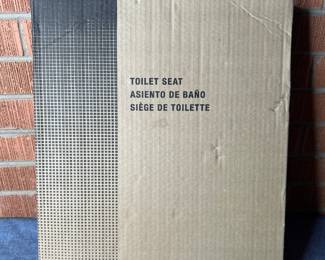 TOILET SEAT
ASIENTO DE BAÑO
SIÈGE DE TOILETTE